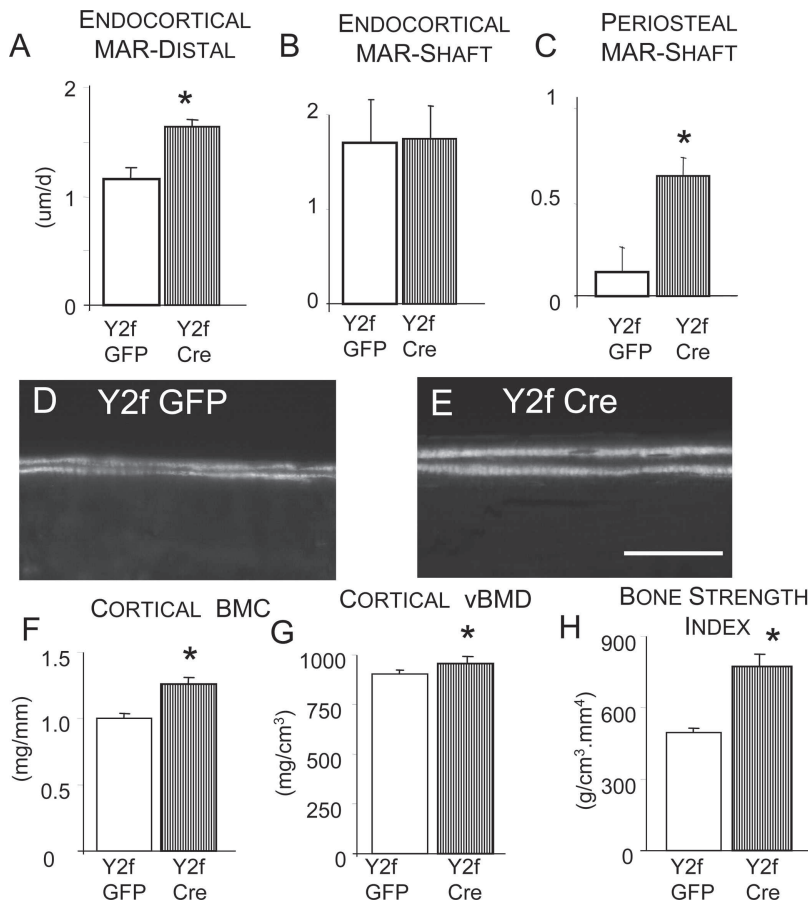 A
ENDOCORTICAL
MAR-DISTAL
2
*
1
(um/d)
0
Y2f
GFP
Y2f
Cre
B
ENDOCORTICAL
MAR-SHAFT
2
1
0
Y2f
GFP
Y2f
Cre
C
PERIOSTEAL
MAR-SHAFT
1
*
0.5
0
Y2f
GFP
Y2f
Cre
D Y2f GFP
E Y2f Cre
F
CORTICAL BMC
1.5
*
1.0
(mg/mm)
0.5
0
Y2f
GFP
Y2f
Cre
G
CORTICAL vBMD
1000
*
750
(mg/cm³)
500
250
0
Y2f
GFP
Y2f
Cre
H
BONE STRENGTH
INDEX
900
*
600
(g/cm³.mm⁴)
300
0
Y2f
GFP
Y2f
Cre